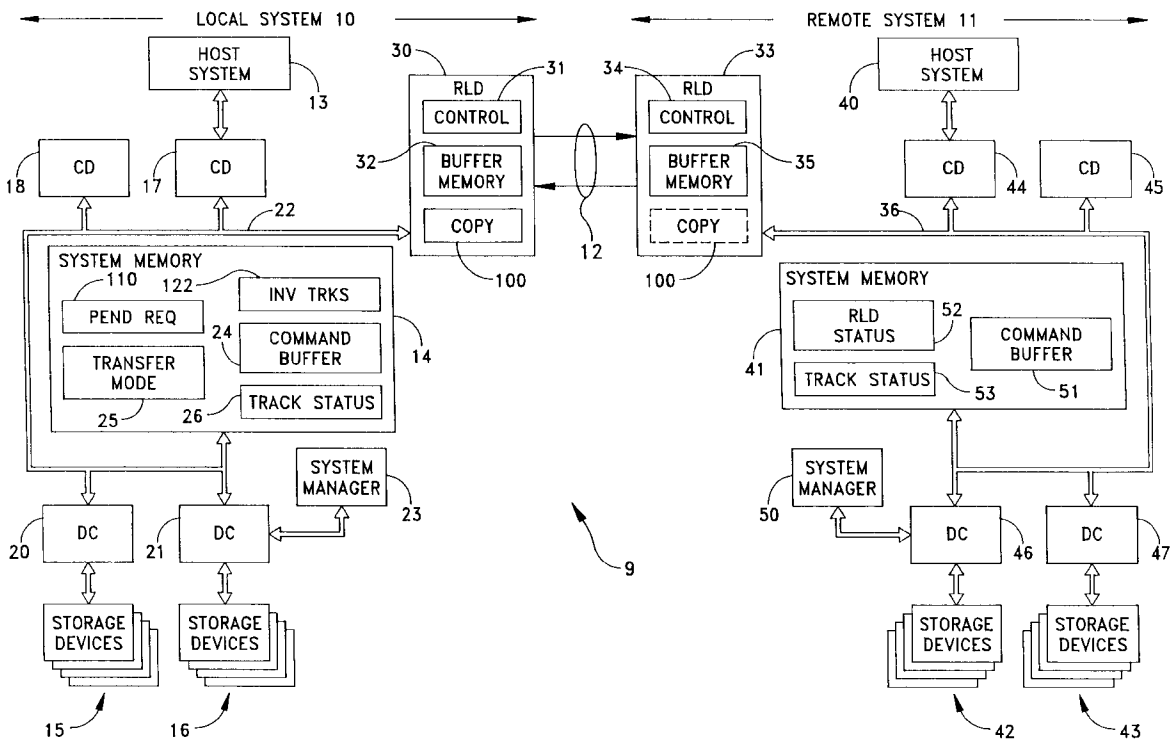 LOCAL SYSTEM 10
REMOTE SYSTEM 11
HOST
SYSTEM
13
30
31
RLD
CONTROL
32
BUFFER
MEMORY
COPY
100
34
33
RLD
CONTROL
BUFFER
MEMORY
35
COPY
100
12
HOST
SYSTEM
40
18
CD
17
CD
22
CD
44
CD
45
36
SYSTEM MEMORY
110
122
INV TRKS
PEND REQ
24
COMMAND
BUFFER
14
TRANSFER
MODE
25
26
TRACK STATUS
SYSTEM MEMORY
RLD
STATUS
52
COMMAND
BUFFER
51
41
TRACK STATUS
53
SYSTEM
MANAGER
23
DC
20
DC
21
9
SYSTEM
MANAGER
50
DC
46
DC
47
STORAGE
DEVICES
15
STORAGE
DEVICES
16
STORAGE
DEVICES
42
STORAGE
DEVICES
43